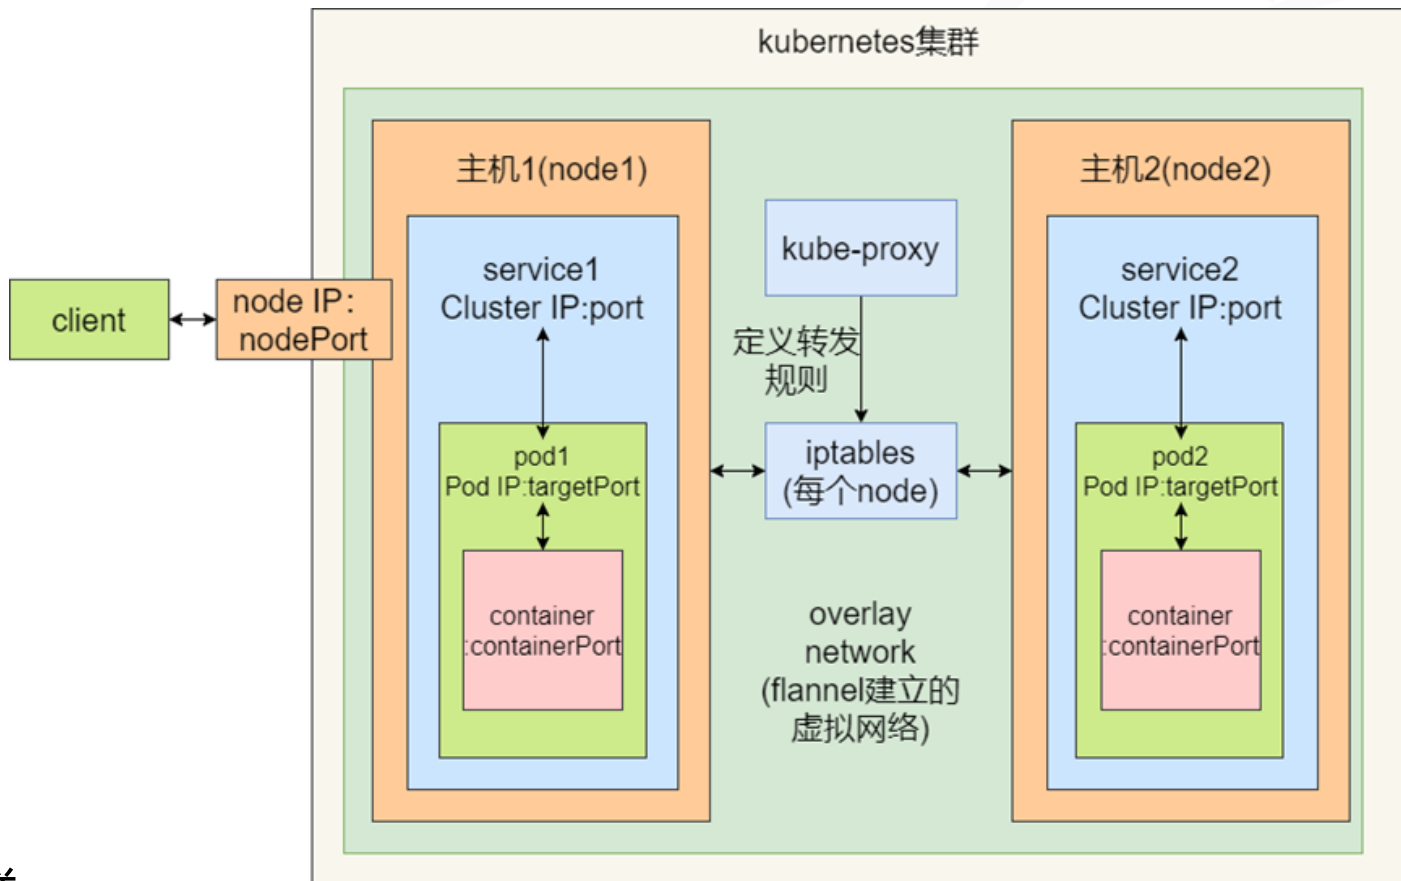 kubernetes集群
主机1(node1)
主机2(node2)
kube-proxy
service1
Cluster IP:port
service2
Cluster IP:port
client
node IP:
nodePort
定义转发
规则
pod1
Pod IP:targetPort
iptables
(每个node)
pod2
Pod IP:targetPort
container
:containerPort
overlay
network
(flannel建立的
虚拟网络)
container
:containerPort